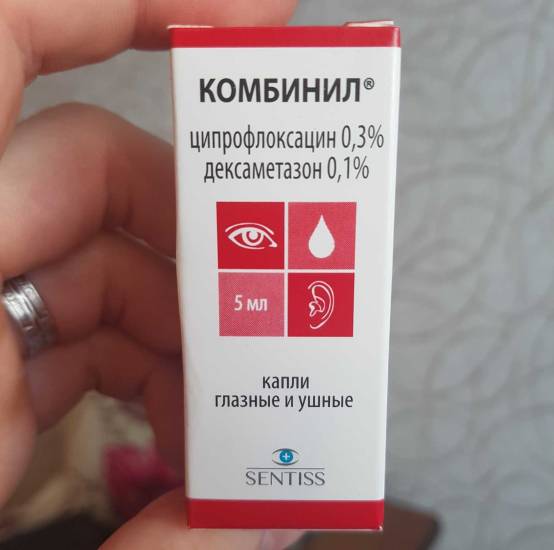 КОМБИНИЛ®
ципрофлоксацин 0,3%
дексаметазон 0,1%
5 мл
капли
глазные и ушные
SENTISS